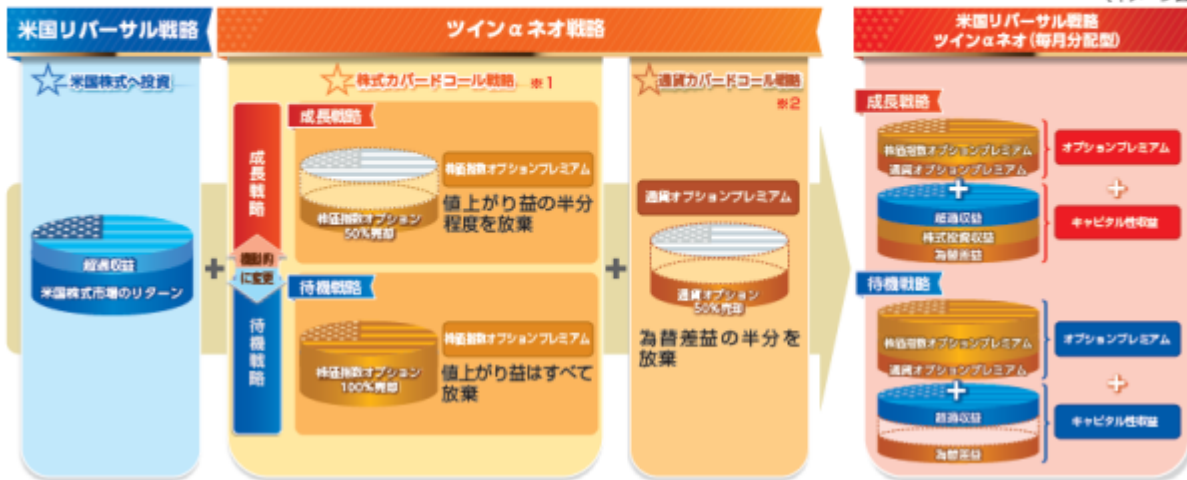 米国リバーサル戦略
☆米国株式へ投資
超過収益
米国株式市場のリターン
+
ツインαネオ戦略
☆株式カバードコール戦略 ※1
成長戦略
機動的
に変更
待機戦略
成長戦略
株価指数オプション
50%売却
株価指数オプションプレミアム
値上がり益の半分
程度を放棄
待機戦略
株価指数オプション
100%売却
株価指数オプションプレミアム
値上がり益はすべて
放棄
+
☆通貨カバードコール戦略
※2
通貨オプションプレミアム
通貨オプション
50%売却
為替差益の半分を
放棄
米国リバーサル戦略
ツインαネオ(毎月分配型)
成長戦略
株価指数オプションプレミアム
通貨オプションプレミアム
+
超過収益
株式投資収益
為替差益
オプションプレミアム
+
キャピタル性収益
待機戦略
株価指数オプションプレミアム
通貨オプションプレミアム
+
超過収益
為替差益
オプションプレミアム
+
キャピタル性収益